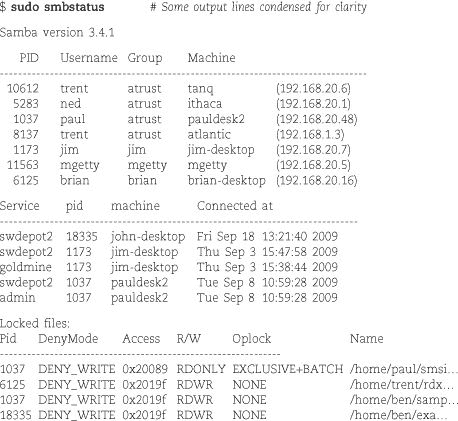 $ sudo smbstatus # Some output lines condensed for clarity
Samba version 3.4.1
PID Username Group Machine
10612 trent atrust tanq (192.168.20.6)
5283 ned atrust ithaca (192.168.20.1)
1037 paul atrust pauldesk2 (192.168.20.48)
8137 trent atrust atlantic (192.168.1.3)
1173 jim jim jim-desktop (192.168.20.7)
11563 mgetty mgetty mgetty (192.168.20.5)
6125 brian brian brian-desktop (192.168.20.16)
Service pid machine Connected at
swdepot2 18335 john-desktop Fri Sep 18 13:21:40 2009
swdepot2 1173 jim-desktop Thu Sep 3 15:47:58 2009
goldmine 1173 jim-desktop Thu Sep 3 15:38:44 2009
swdepot2 1037 pauldesk2 Tue Sep 8 10:59:28 2009
admin 1037 pauldesk2 Tue Sep 8 10:59:28 2009
Locked files:
Pid DenyMode Access R/W Oplock Name
1037 DENY_WRITE 0x20089 RDONLY EXCLUSIVE+BATCH /home/paul/smsi...
6125 DENY_WRITE 0x2019f RDWR NONE /home/trent/rdx...
1037 DENY_WRITE 0x2019f RDWR NONE /home/ben/samp...
18335 DENY_WRITE 0x2019f RDWR NONE /home/ben/exa...